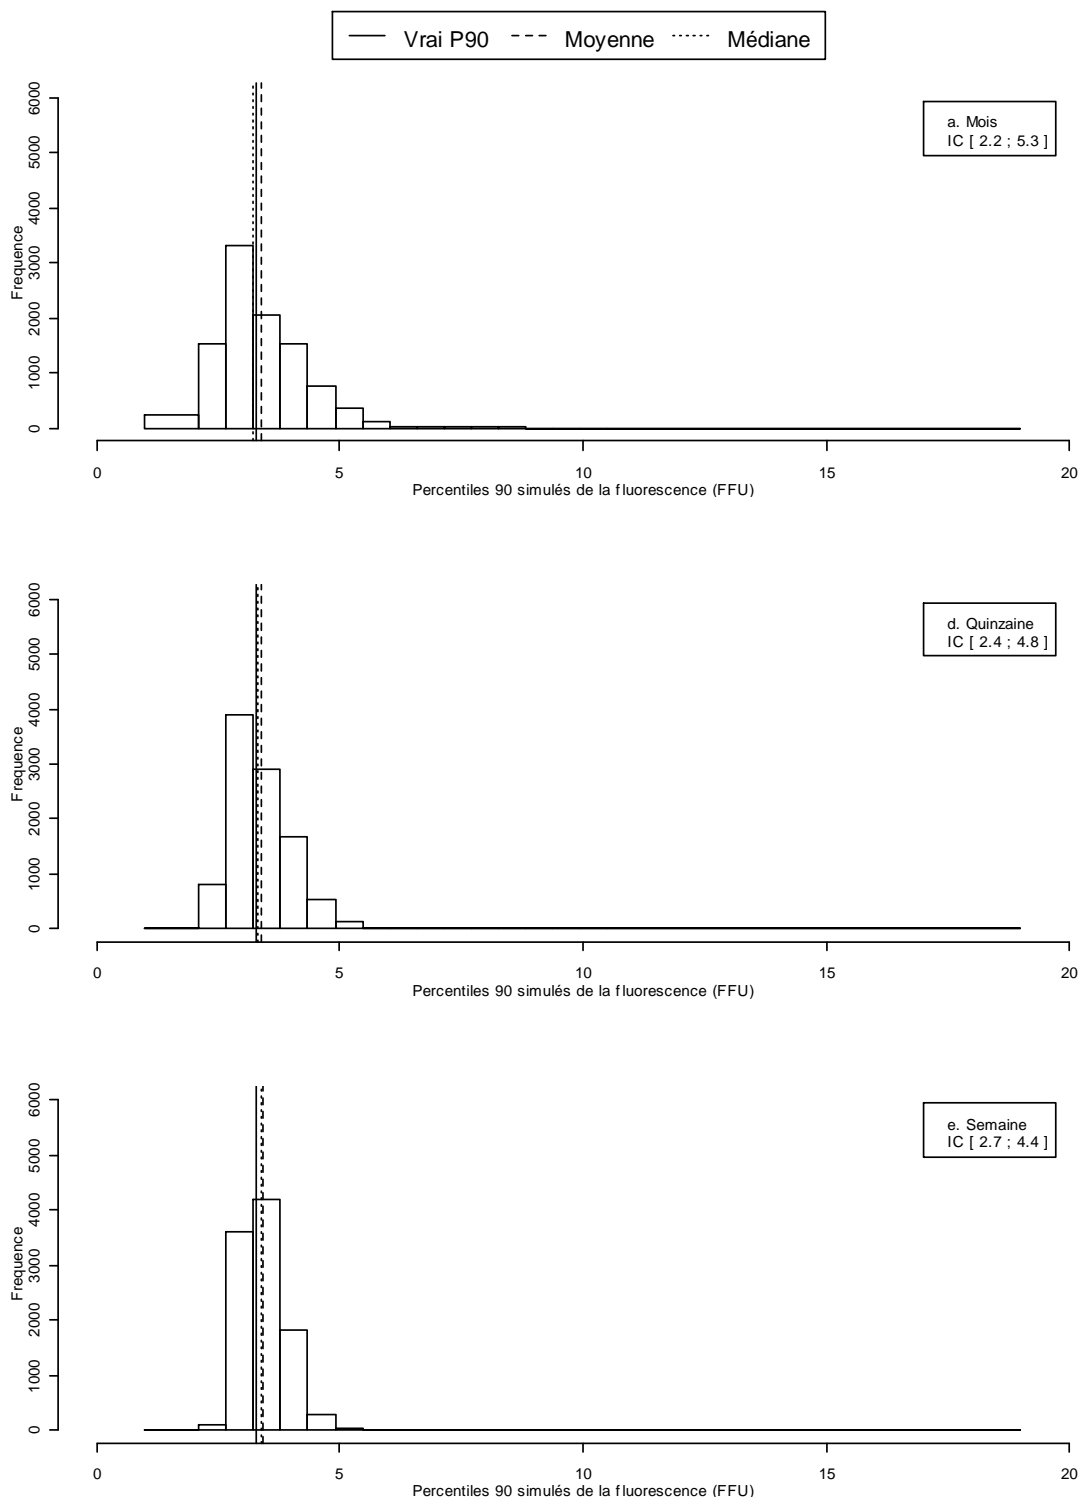 Vrai P90 Moyenne Médiane
a. Mois
IC [ 2.2 ; 5.3 ]
Frequence
6000
5000
4000
3000
2000
1000
0
0 5 10 15 20
Percentiles 90 simulés de la fluorescence (FFU)
d. Quinzaine
IC [ 2.4 ; 4.8 ]
Frequence
6000
5000
4000
3000
2000
1000
0
0 5 10 15 20
Percentiles 90 simulés de la fluorescence (FFU)
e. Semaine
IC [ 2.7 ; 4.4 ]
Frequence
6000
5000
4000
3000
2000
1000
0
0 5 10 15 20
Percentiles 90 simulés de la fluorescence (FFU)